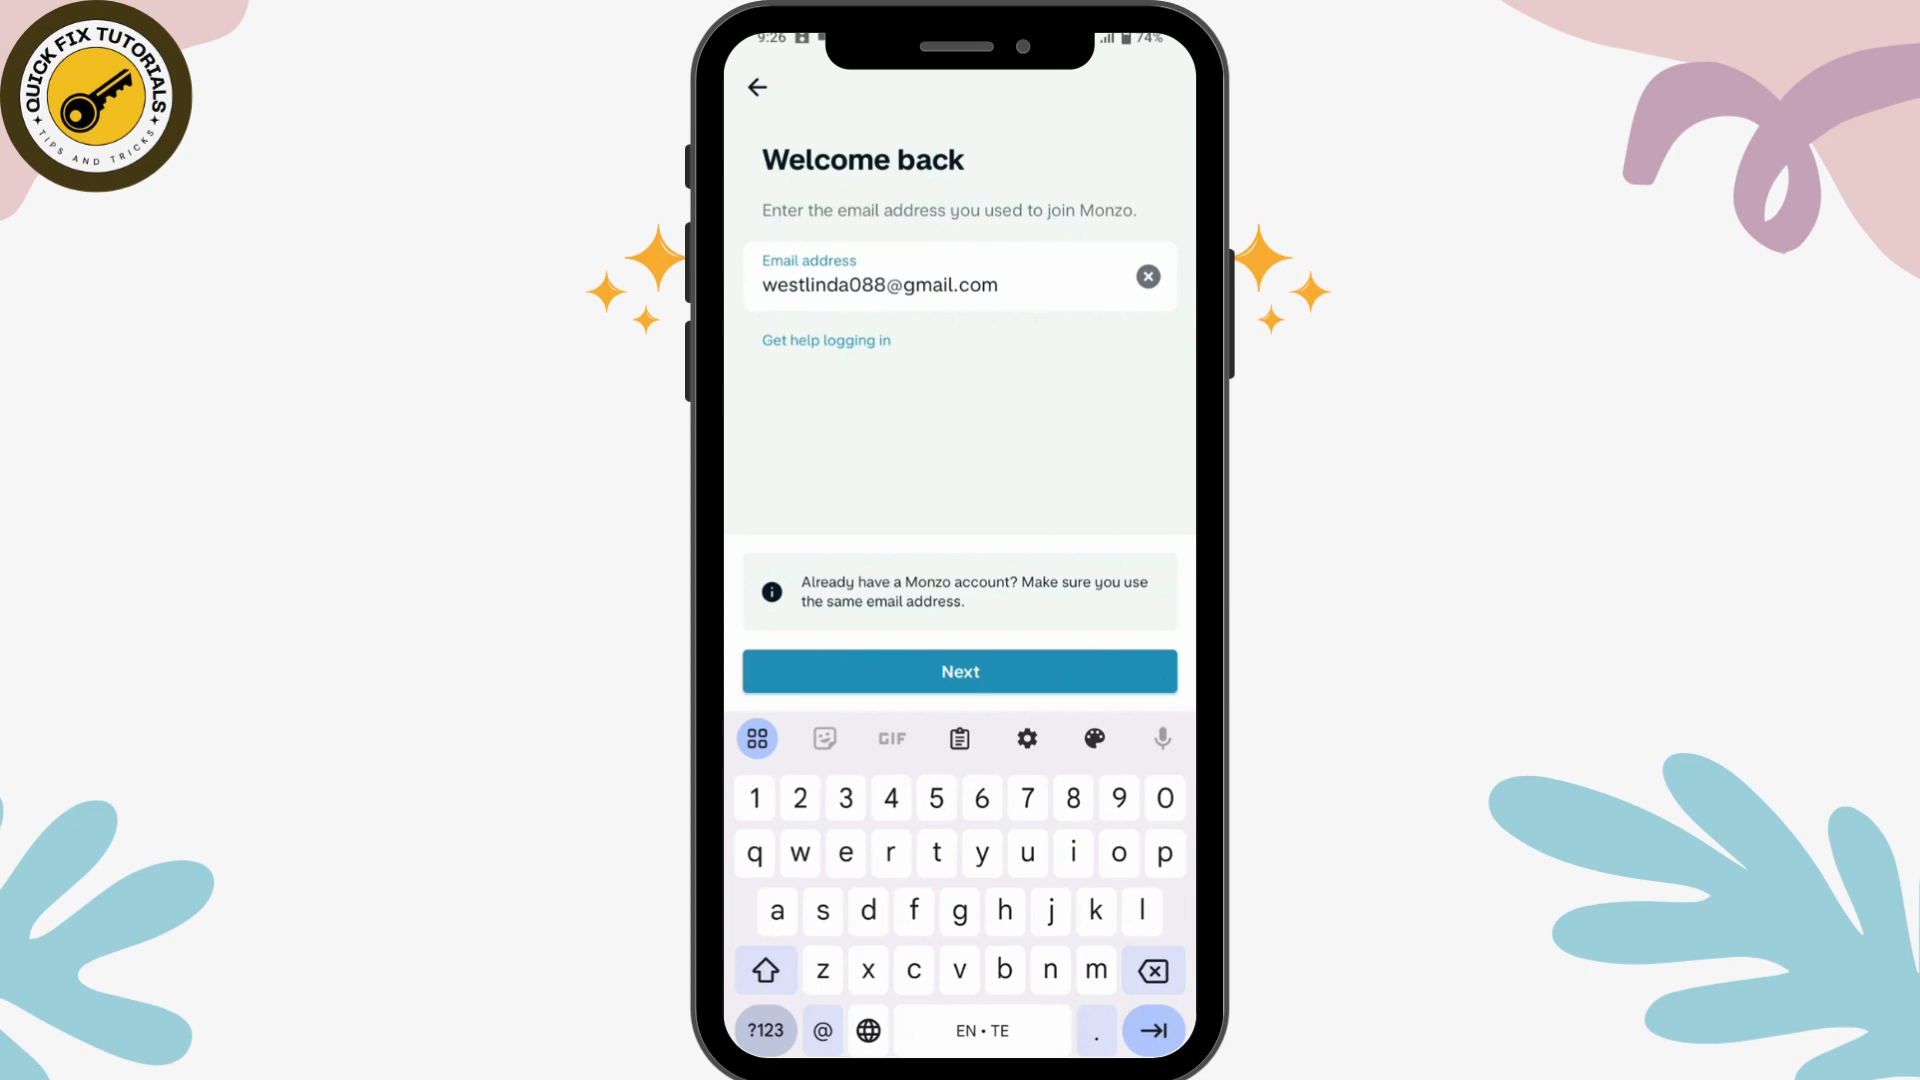 QUICK FIX TUTORIALS
TIPS AND TRICKS
9:26
74%
Welcome back
Enter the email address you used to join Monzo.
Email address
westlinda088@gmail.com
Get help logging in
Already have a Monzo account? Make sure you use
the same email address.
Next
GIF
1 2 3 4 5 6 7 8 9 0
q w e r t y u i o p
a s d f g h j k l
z x c v b n m
?123 @ EN • TE .